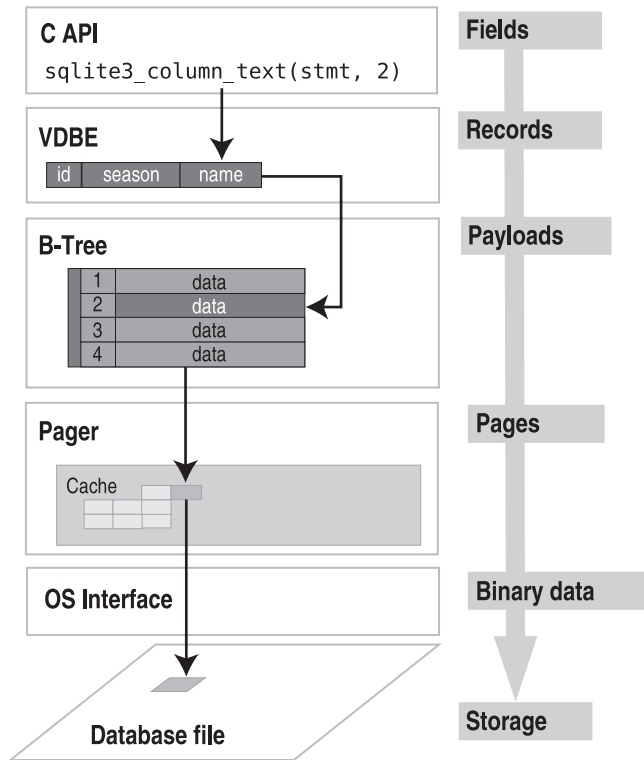 C API
sqlite3_column_text(stmt, 2)
VDBE
id season name
B-Tree
1 data
2 data
3 data
4 data
Pager
Cache
OS Interface
Database file
Fields
Records
Payloads
Pages
Binary data
Storage